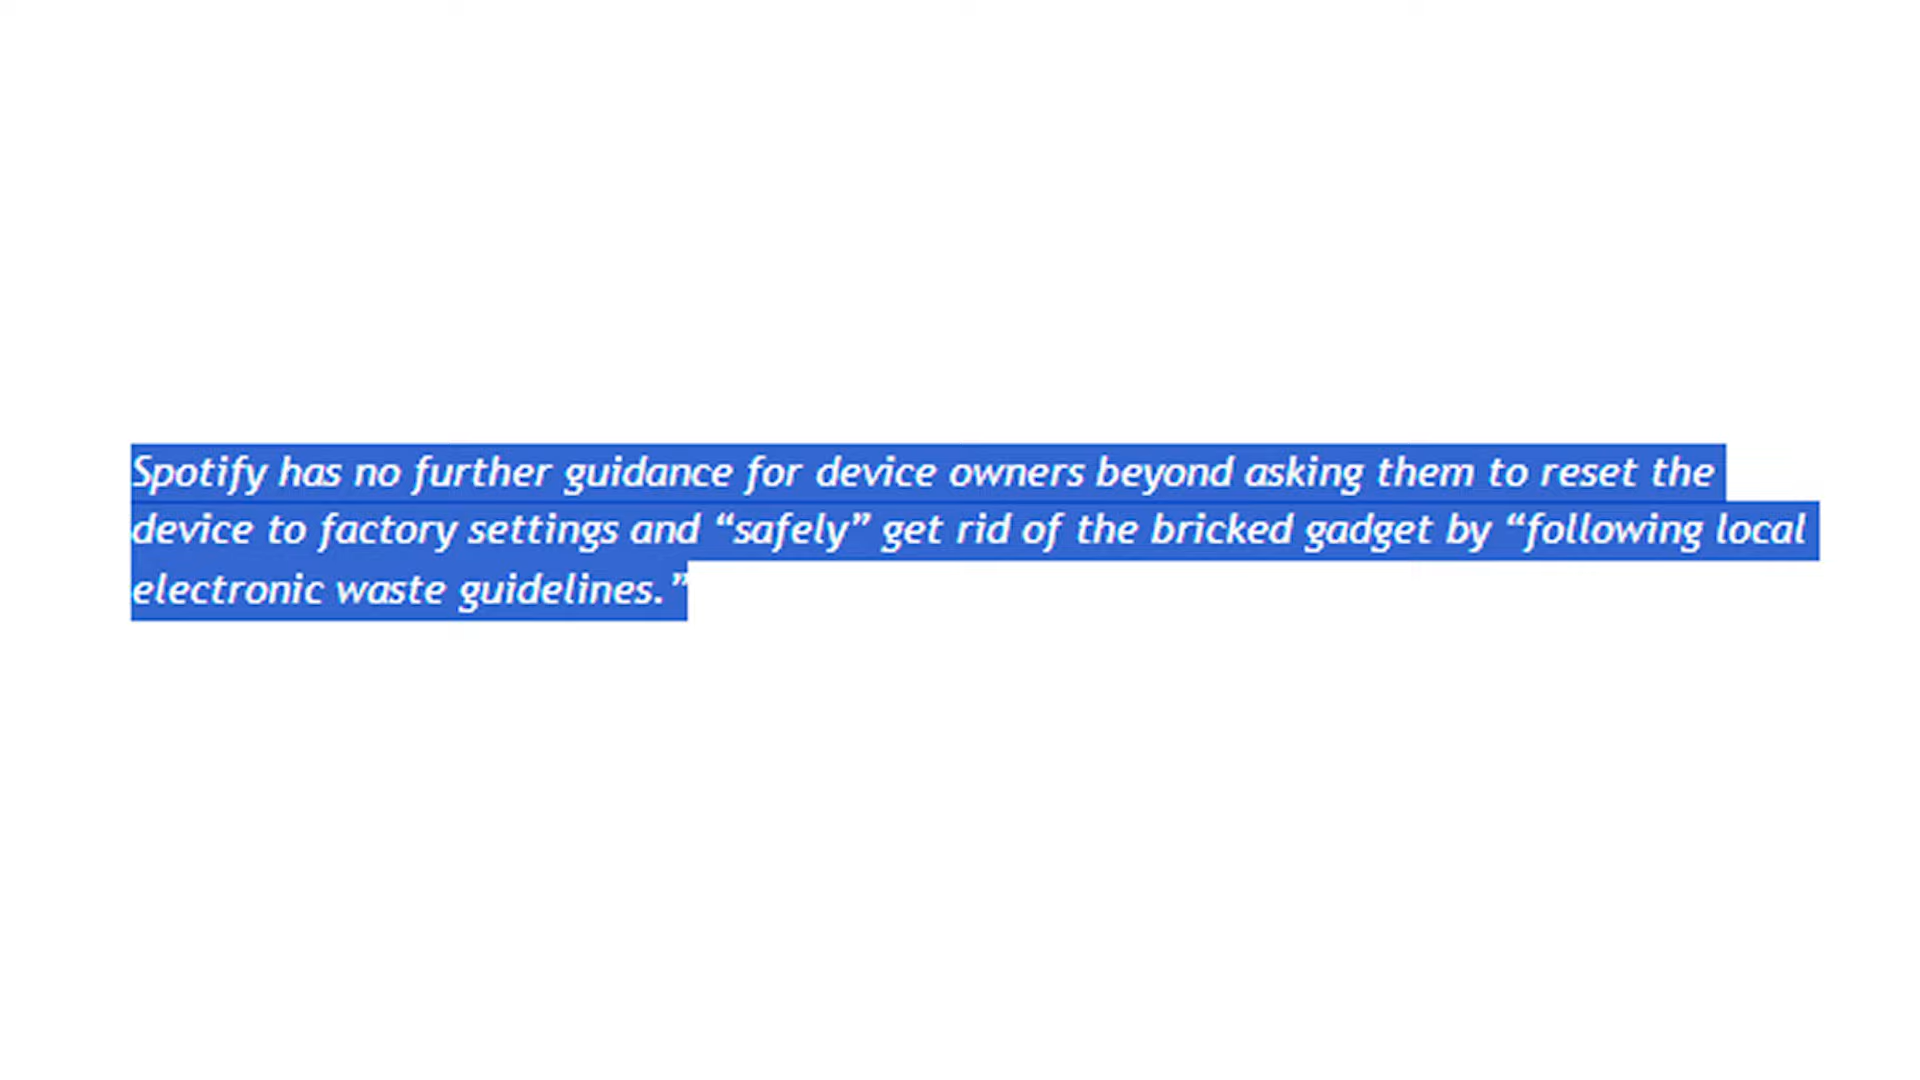 Spotify has no further guidance for device owners beyond asking them to reset the
device to factory settings and “safely” get rid of the bricked gadget by “following local
electronic waste guidelines.”